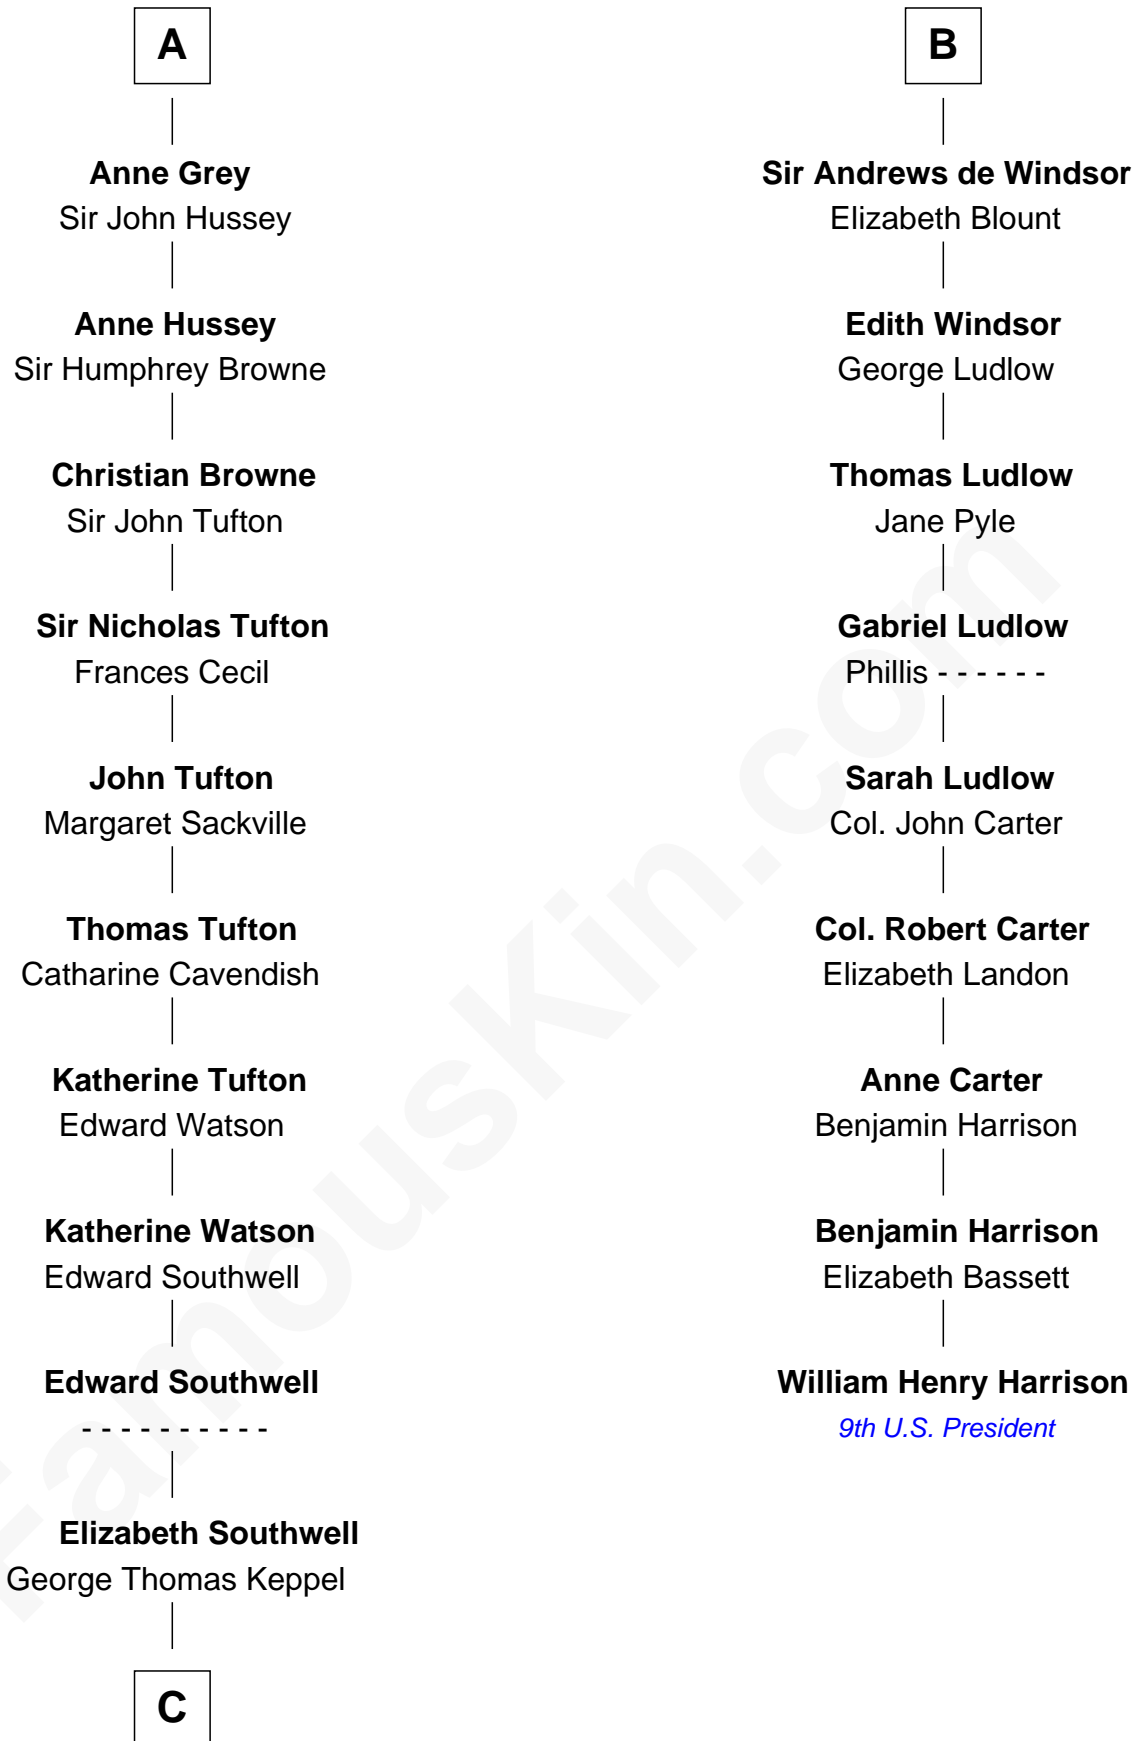 A
Anne Grey
Sir John Hussey
Anne Hussey
Sir Humphrey Browne
Christian Browne
Sir John Tufton
Sir Nicholas Tufton
Frances Cecil
John Tufton
Margaret Sackville
Thomas Tufton
Catharine Cavendish
Katherine Tufton
Edward Watson
Katherine Watson
Edward Southwell
Edward Southwell
- - - - - - - - - -
Elizabeth Southwell
George Thomas Keppel
C
B
Sir Andrews de Windsor
Elizabeth Blount
Edith Windsor
George Ludlow
Thomas Ludlow
Jane Pyle
Gabriel Ludlow
Phillis - - - - - -
Sarah Ludlow
Col. John Carter
Col. Robert Carter
Elizabeth Landon
Anne Carter
Benjamin Harrison
Benjamin Harrison
Elizabeth Bassett
William Henry Harrison
9th U.S. President
FamousKin.com